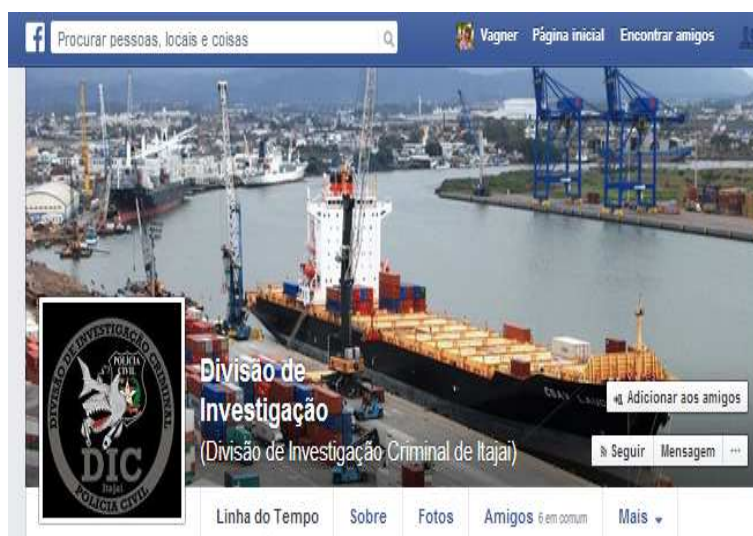 f Procurar pessoas, locais e coisas Vagner Página inicial Encontrar amigos
DIVISÃO DE INVESTIGAÇÃO CRIMINAL
POLÍCIA CIVIL
DIC
Itajaí
POLÍCIA CIVIL
Divisão de
Investigação
(Divisão de Investigação Criminal de Itajai)
CSAV
Adicionar aos amigos
Seguir Mensagem ...
Linha do Tempo Sobre Fotos Amigos 6 em comum Mais